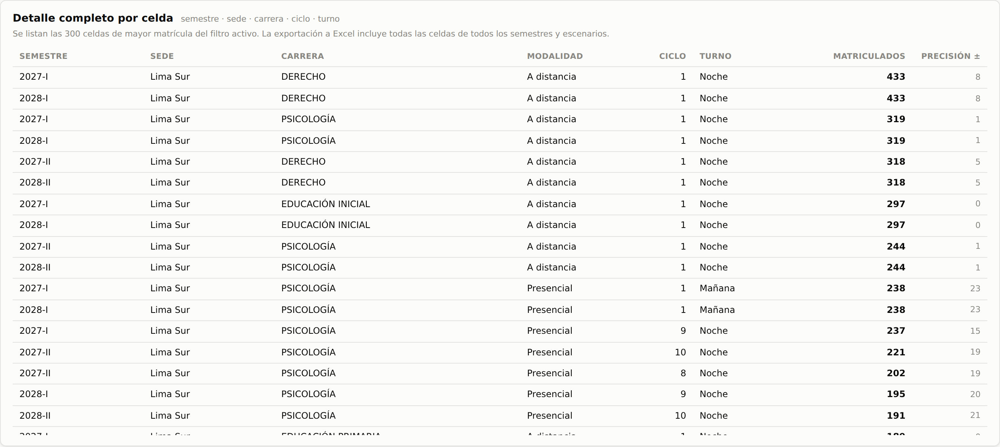 Detalle completo por celda semestre · sede · carrera · ciclo · turno
Se listan las 300 celdas de mayor matrícula del filtro activo. La exportación a Excel incluye todas las celdas de todos los semestres y escenarios.
SEMESTRE SEDE CARRERA MODALIDAD CICLO TURNO MATRICULADOS PRECISIÓN ±
2027-I Lima Sur DERECHO A distancia 1 Noche 433 8
2028-I Lima Sur DERECHO A distancia 1 Noche 433 8
2027-I Lima Sur PSICOLOGÍA A distancia 1 Noche 319 1
2028-I Lima Sur PSICOLOGÍA A distancia 1 Noche 319 1
2027-II Lima Sur DERECHO A distancia 1 Noche 318 5
2028-II Lima Sur DERECHO A distancia 1 Noche 318 5
2027-I Lima Sur EDUCACIÓN INICIAL A distancia 1 Noche 297 0
2028-I Lima Sur EDUCACIÓN INICIAL A distancia 1 Noche 297 0
2027-II Lima Sur PSICOLOGÍA A distancia 1 Noche 244 1
2028-II Lima Sur PSICOLOGÍA A distancia 1 Noche 244 1
2027-I Lima Sur PSICOLOGÍA Presencial 1 Mañana 238 23
2028-I Lima Sur PSICOLOGÍA Presencial 1 Mañana 238 23
2027-I Lima Sur PSICOLOGÍA Presencial 9 Noche 237 15
2027-II Lima Sur PSICOLOGÍA Presencial 10 Noche 221 19
2027-II Lima Sur PSICOLOGÍA Presencial 8 Noche 202 19
2028-I Lima Sur PSICOLOGÍA Presencial 9 Noche 195 20
2028-II Lima Sur PSICOLOGÍA Presencial 10 Noche 191 21
2027-I Lima Sur EDUCACIÓN PRIMARIA A distancia 1 Noche